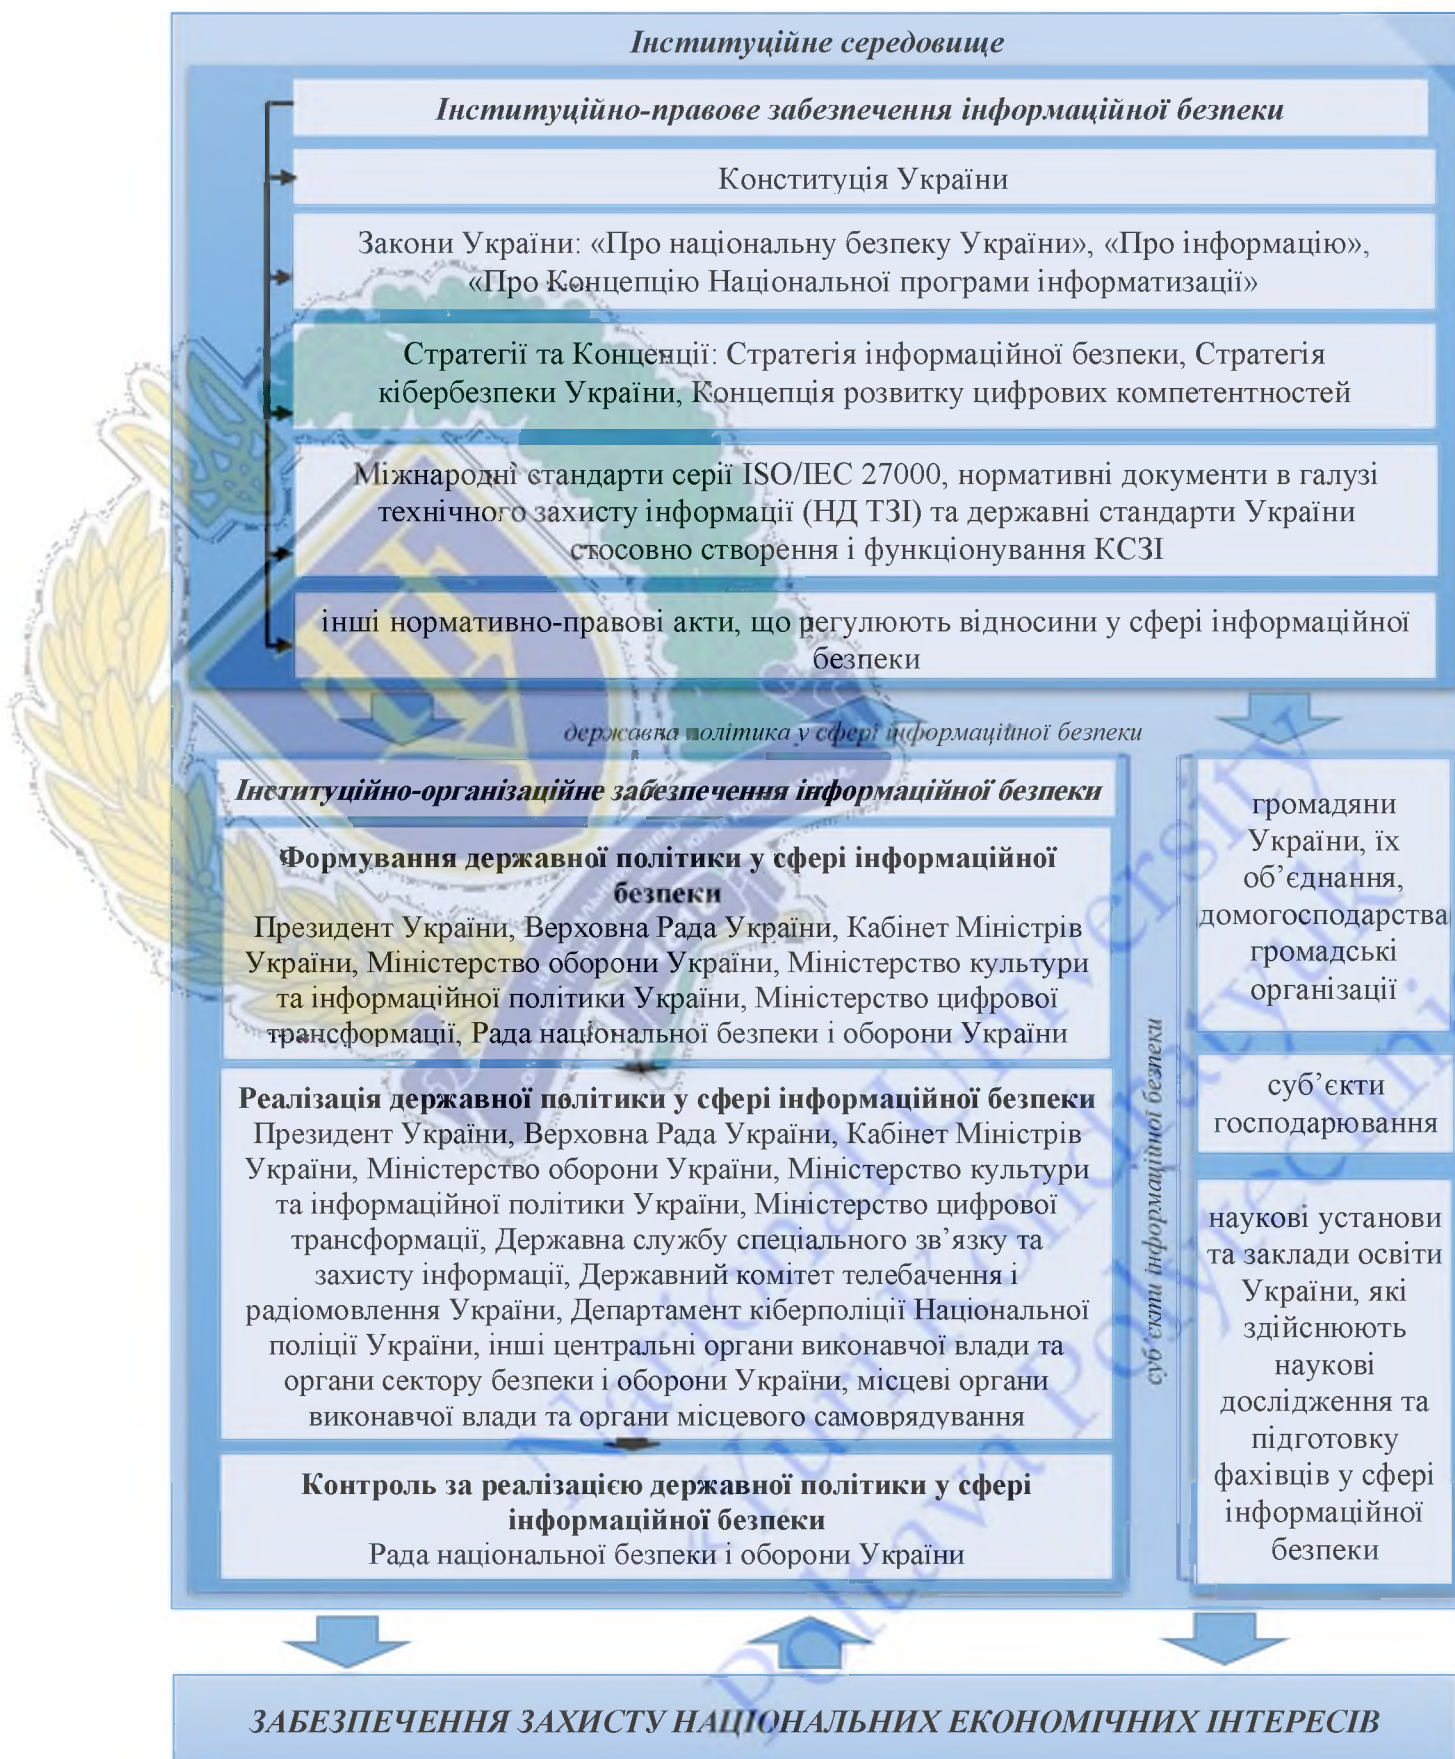 Інституційне середовище
Інституційно-правове забезпечення інформаційної безпеки
Конституція України
Закони України: «Про національну безпеку України», «Про інформацію»,
«Про Концепцію Національної програми інформатизації»
Стратегії та Концепції: Стратегія інформаційної безпеки, Стратегія
кібербезпеки України, Концепція розвитку цифрових компетентностей
Міжнародні стандарти серії ISO/IEC 27000, нормативні документи в галузі
технічного захисту інформації (НД ТЗІ) та державні стандарти України
стосовно створення і функціонування КСЗІ
інші нормативно-правові акти, що регулюють відносини у сфері інформаційної
безпеки
державна політика у сфері інформаційної безпеки
Інституційно-організаційне забезпечення інформаційної безпеки
Формування державної політики у сфері інформаційної
безпеки
Президент України, Верховна Рада України, Кабінет Міністрів
України, Міністерство оборони України, Міністерство культури
та інформаційної політики України, Міністерство цифрової
трансформації, Рада національної безпеки і оборони України
Реалізація державної політики у сфері інформаційної безпеки
Президент України, Верховна Рада України, Кабінет Міністрів
України, Міністерство оборони України, Міністерство культури
та інформаційної політики України, Міністерство цифрової
трансформації, Державна службу спеціального зв’язку та
захисту інформації, Державний комітет телебачення і
радіомовлення України, Департамент кіберполіції Національної
поліції України, інші центральні органи виконавчої влади та
органи сектору безпеки і оборони України, місцеві органи
виконавчої влади та органи місцевого самоврядування
Контроль за реалізацією державної політики у сфері
інформаційної безпеки
Рада національної безпеки і оборони України
суб’єкти інформаційної безпеки
громадяни
України, їх
об’єднання,
домогосподарства
громадські
організації
суб’єкти
господарювання
наукові установи
та заклади освіти
України, які
здійснюють
наукові
дослідження та
підготовку
фахівців у сфері
інформаційної
безпеки
ЗАБЕЗПЕЧЕННЯ ЗАХИСТУ НАЦІОНАЛЬНИХ ЕКОНОМІЧНИХ ІНТЕРЕСІВ
National University
«Yuri Kondratyuk
Poltava Polytechni